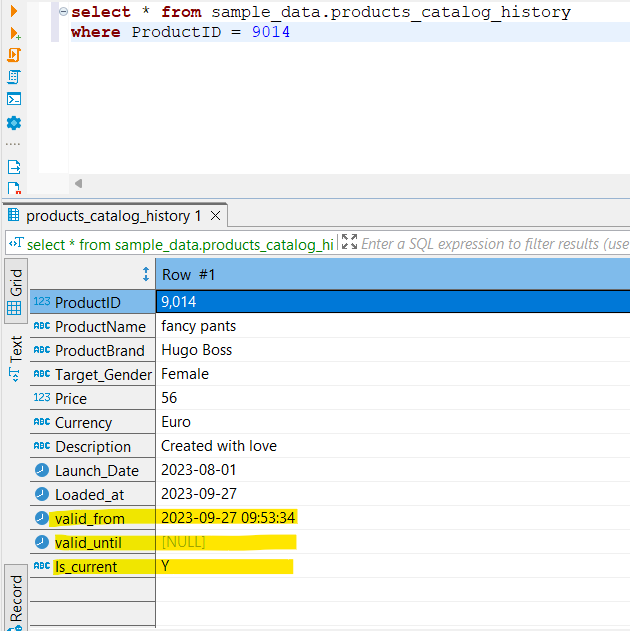 select * from sample_data.products_catalog_history
where ProductID = 9014
products_catalog_history 1
select * from sample_data.products_catalog_hi
Enter a SQL expression to filter results (use
Grid
Text
Record
Row #1
123 ProductID 9,014
ABC ProductName fancy pants
ABC ProductBrand Hugo Boss
ABC Target_Gender Female
123 Price 56
ABC Currency Euro
ABC Description Created with love
Launch_Date 2023-08-01
Loaded_at 2023-09-27
valid_from 2023-09-27 09:53:34
valid_until [NULL]
ABC Is_current Y